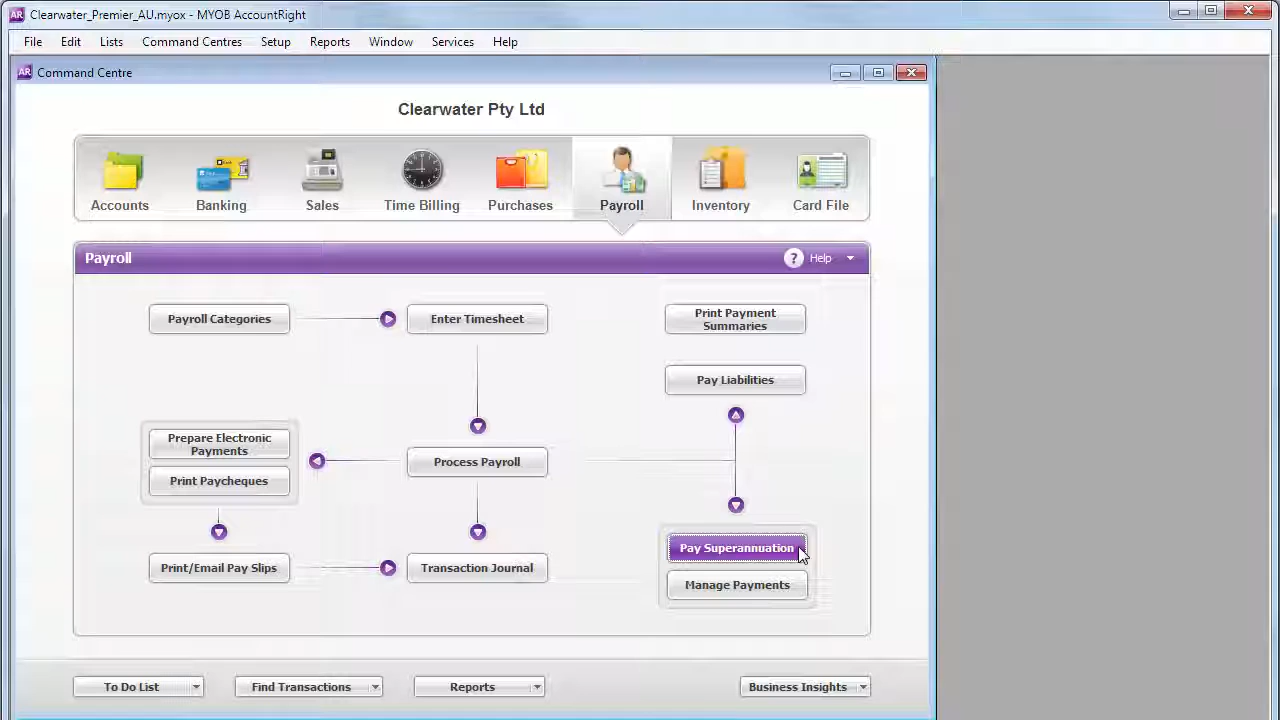 AR Clearwater_Premier_AU.myox - MYOB AccountRight
File Edit Lists Command Centres Setup Reports Window Services Help
AR Command Centre
Clearwater Pty Ltd
Accounts Banking Sales Time Billing Purchases Payroll Inventory Card File
Payroll ? Help
Payroll Categories Enter Timesheet Print Payment
Summaries
Pay Liabilities
Prepare Electronic
Payments
Process Payroll
Print Paycheques
Pay Superannuation
Print/Email Pay Slips Transaction Journal
Manage Payments
To Do List Find Transactions Reports Business Insights